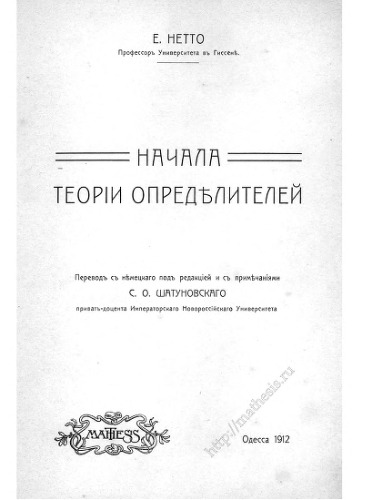 Е. НЕТТО
Профессоръ Университета въ Гиссенѣ.
НАЧАЛА
ТЕОРІИ ОПРЕДѢЛИТЕЛЕЙ
Переводъ съ нѣмецкаго подъ редакціей и съ примѣчаніями
С. О. ШАТУНОВСКАГО
приватъ-доцента Императорскаго Новороссійскаго Университета
http://mathesis.ru
MATHESIS
Одесса 1912